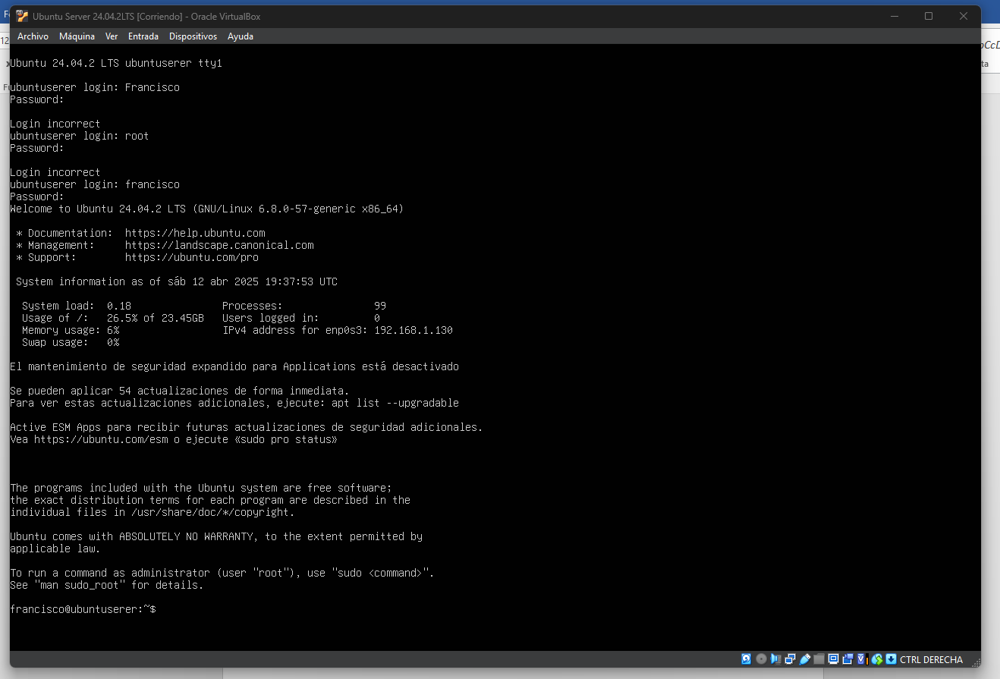 Ubuntu Server 24.04.2LTS [Corriendo] - Oracle VirtualBox
Archivo Máquina Ver Entrada Dispositivos Ayuda
Ubuntu 24.04.2 LTS ubuntuserer tty1
ubuntuserer login: Francisco
Password:
Login incorrect
ubuntuserer login: root
Password:
Login incorrect
ubuntuserer login: francisco
Password:
Welcome to Ubuntu 24.04.2 LTS (GNU/Linux 6.8.0-57-generic x86_64)
* Documentation: https://help.ubuntu.com
* Management: https://landscape.canonical.com
* Support: https://ubuntu.com/pro
System information as of sáb 12 abr 2025 19:37:53 UTC
System load: 0.18 Processes: 99
Usage of /: 26.5% of 23.45GB Users logged in: 0
Memory usage: 6% IPv4 address for enp0s3: 192.168.1.130
Swap usage: 0%
El mantenimiento de seguridad expandido para Applications está desactivado
Se pueden aplicar 54 actualizaciones de forma inmediata.
Para ver estas actualizaciones adicionales, ejecute: apt list --upgradable
Active ESM Apps para recibir futuras actualizaciones de seguridad adicionales.
Vea https://ubuntu.com/esm o ejecute «sudo pro status»
The programs included with the Ubuntu system are free software;
the exact distribution terms for each program are described in the
individual files in /usr/share/doc/*/copyright.
Ubuntu comes with ABSOLUTELY NO WARRANTY, to the extent permitted by
applicable law.
To run a command as administrator (user "root"), use "sudo <command>".
See "man sudo_root" for details.
francisco@ubuntuserer:~$
CTRL DERECHA